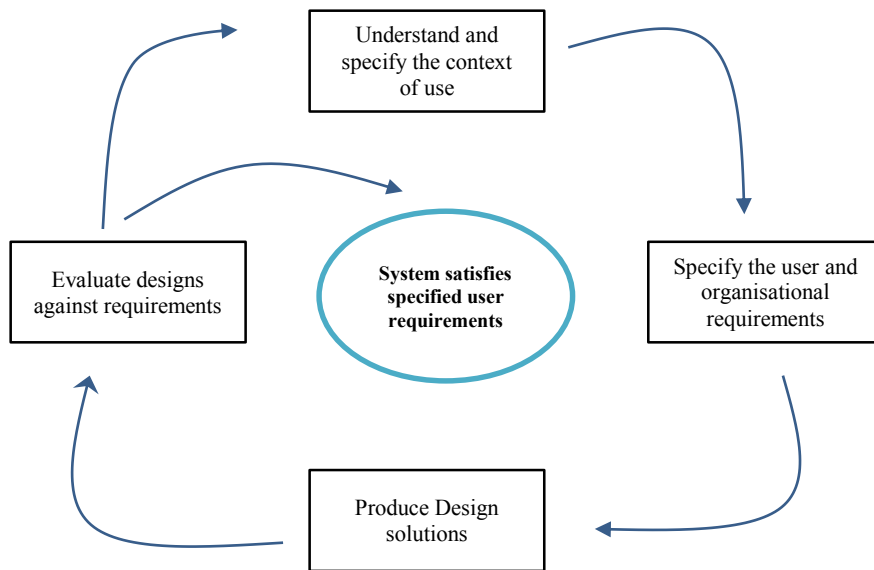 Understand and
specify the context
of use
Evaluate designs
against requirements
System satisfies
specified user
requirements
Specify the user and
organisational
requirements
Produce Design
solutions